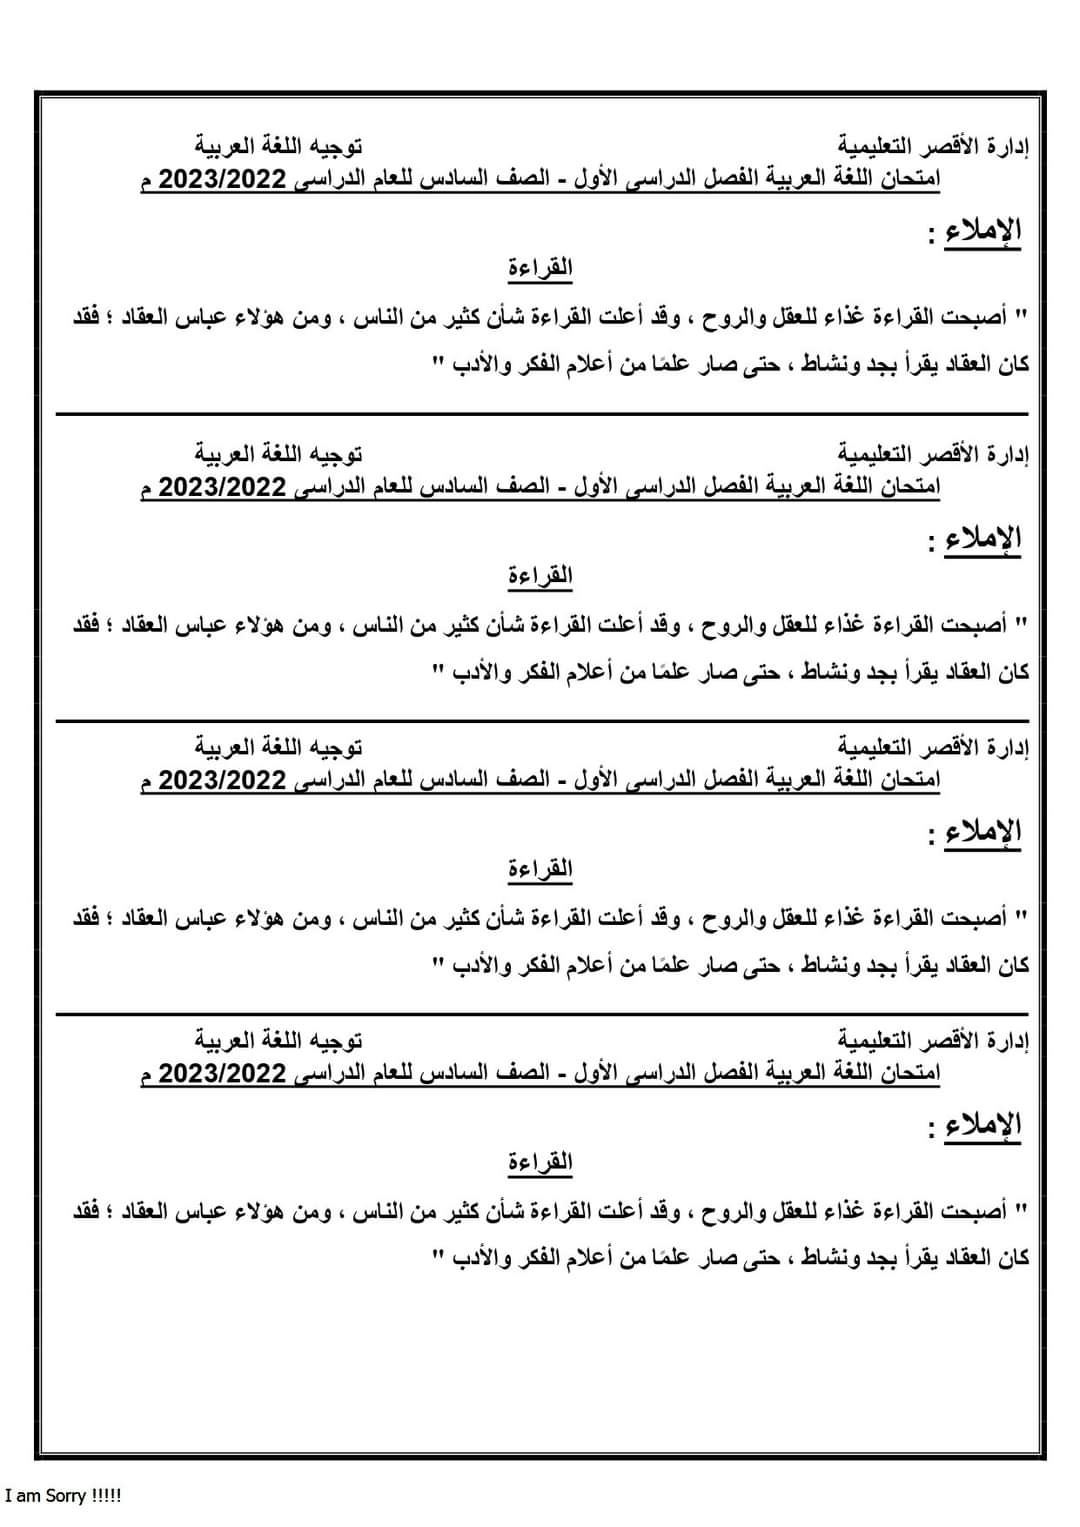 إدارة الأقصر التعليمية توجيه اللغة العربية
امتحان اللغة العربية الفصل الدراسى الأول - الصف السادس للعام الدراسى 2023/2022 م
الإملاء :
القراءة
" أصبحت القراءة غذاء للعقل والروح ، وقد أعلت القراءة شأن كثير من الناس ، ومن هؤلاء عباس العقاد ؛ فقد
كان العقاد يقرأ بجد ونشاط ، حتى صار علمًا من أعلام الفكر والأدب "
إدارة الأقصر التعليمية توجيه اللغة العربية
امتحان اللغة العربية الفصل الدراسى الأول - الصف السادس للعام الدراسى 2023/2022 م
الإملاء :
القراءة
" أصبحت القراءة غذاء للعقل والروح ، وقد أعلت القراءة شأن كثير من الناس ، ومن هؤلاء عباس العقاد ؛ فقد
كان العقاد يقرأ بجد ونشاط ، حتى صار علمًا من أعلام الفكر والأدب "
إدارة الأقصر التعليمية توجيه اللغة العربية
امتحان اللغة العربية الفصل الدراسى الأول - الصف السادس للعام الدراسى 2023/2022 م
الإملاء :
القراءة
" أصبحت القراءة غذاء للعقل والروح ، وقد أعلت القراءة شأن كثير من الناس ، ومن هؤلاء عباس العقاد ؛ فقد
كان العقاد يقرأ بجد ونشاط ، حتى صار علمًا من أعلام الفكر والأدب "
إدارة الأقصر التعليمية توجيه اللغة العربية
امتحان اللغة العربية الفصل الدراسى الأول - الصف السادس للعام الدراسى 2023/2022 م
الإملاء :
القراءة
" أصبحت القراءة غذاء للعقل والروح ، وقد أعلت القراءة شأن كثير من الناس ، ومن هؤلاء عباس العقاد ؛ فقد
كان العقاد يقرأ بجد ونشاط ، حتى صار علمًا من أعلام الفكر والأدب "
I am Sorry !!!!!